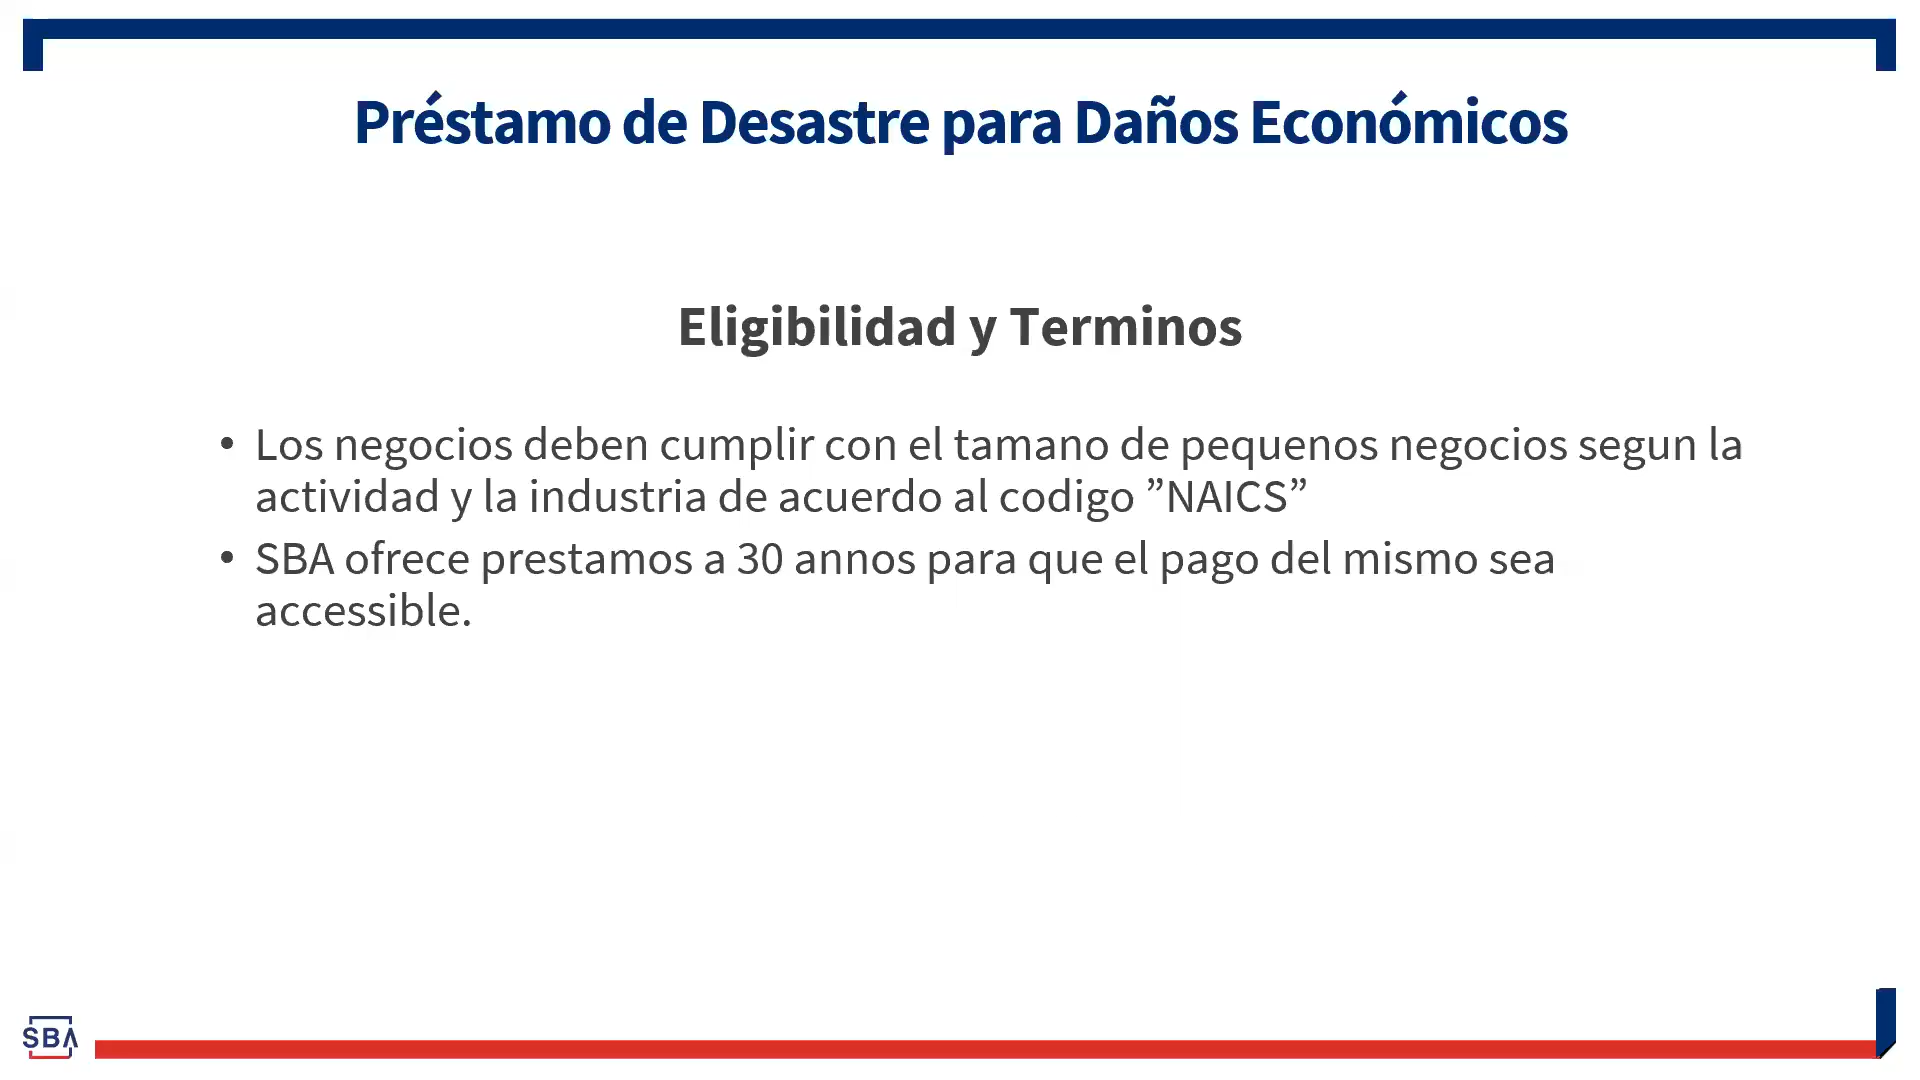 Préstamo de Desastre para Daños Económicos
Eligibilidad y Terminos
• Los negocios deben cumplir con el tamano de pequenos negocios segun la
actividad y la industria de acuerdo al codigo ”NAICS”
• SBA ofrece prestamos a 30 annos para que el pago del mismo sea
accessible.
SBA